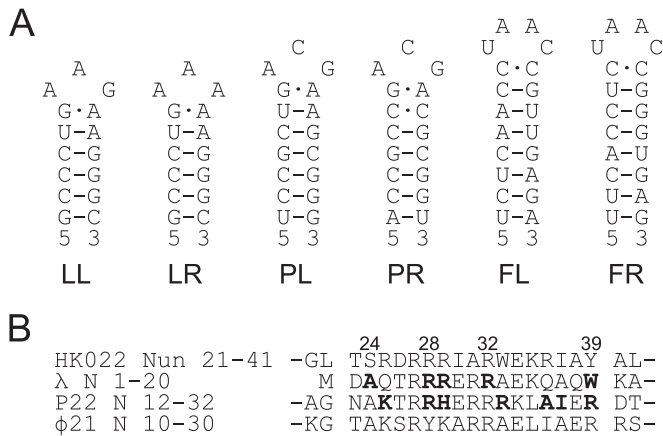 A
A A A A
C C U C U C
A A A G A G C·C C·C
A G A A G·A G·A C–G U–G
G·A G·A U–A C–C A–U C–G
U–A U–A C–G C–G A–U C–G
C–G C–G G–C G–C C–G A–U
C–G C–G C–G C–G U–A C–G
C–G C–G C–G C–G C–G U–A
G–C G–C U–G A–U U–A U–G
5 3 5 3 5 3 5 3 5 3 5 3
LL LR PL PR FL FR
B
24 28 32 39
HK022 Nun 21-41 –GL TSRDRRRIARWEKRIAY AL–
λ N 1-20 M DAQTRRRERRAEKQAQW KA–
P22 N 12-32 –AG NAKTRRHERRRKLAIER DT–
φ21 N 10-30 –KG TAKSRYKARRAELIAER RS–